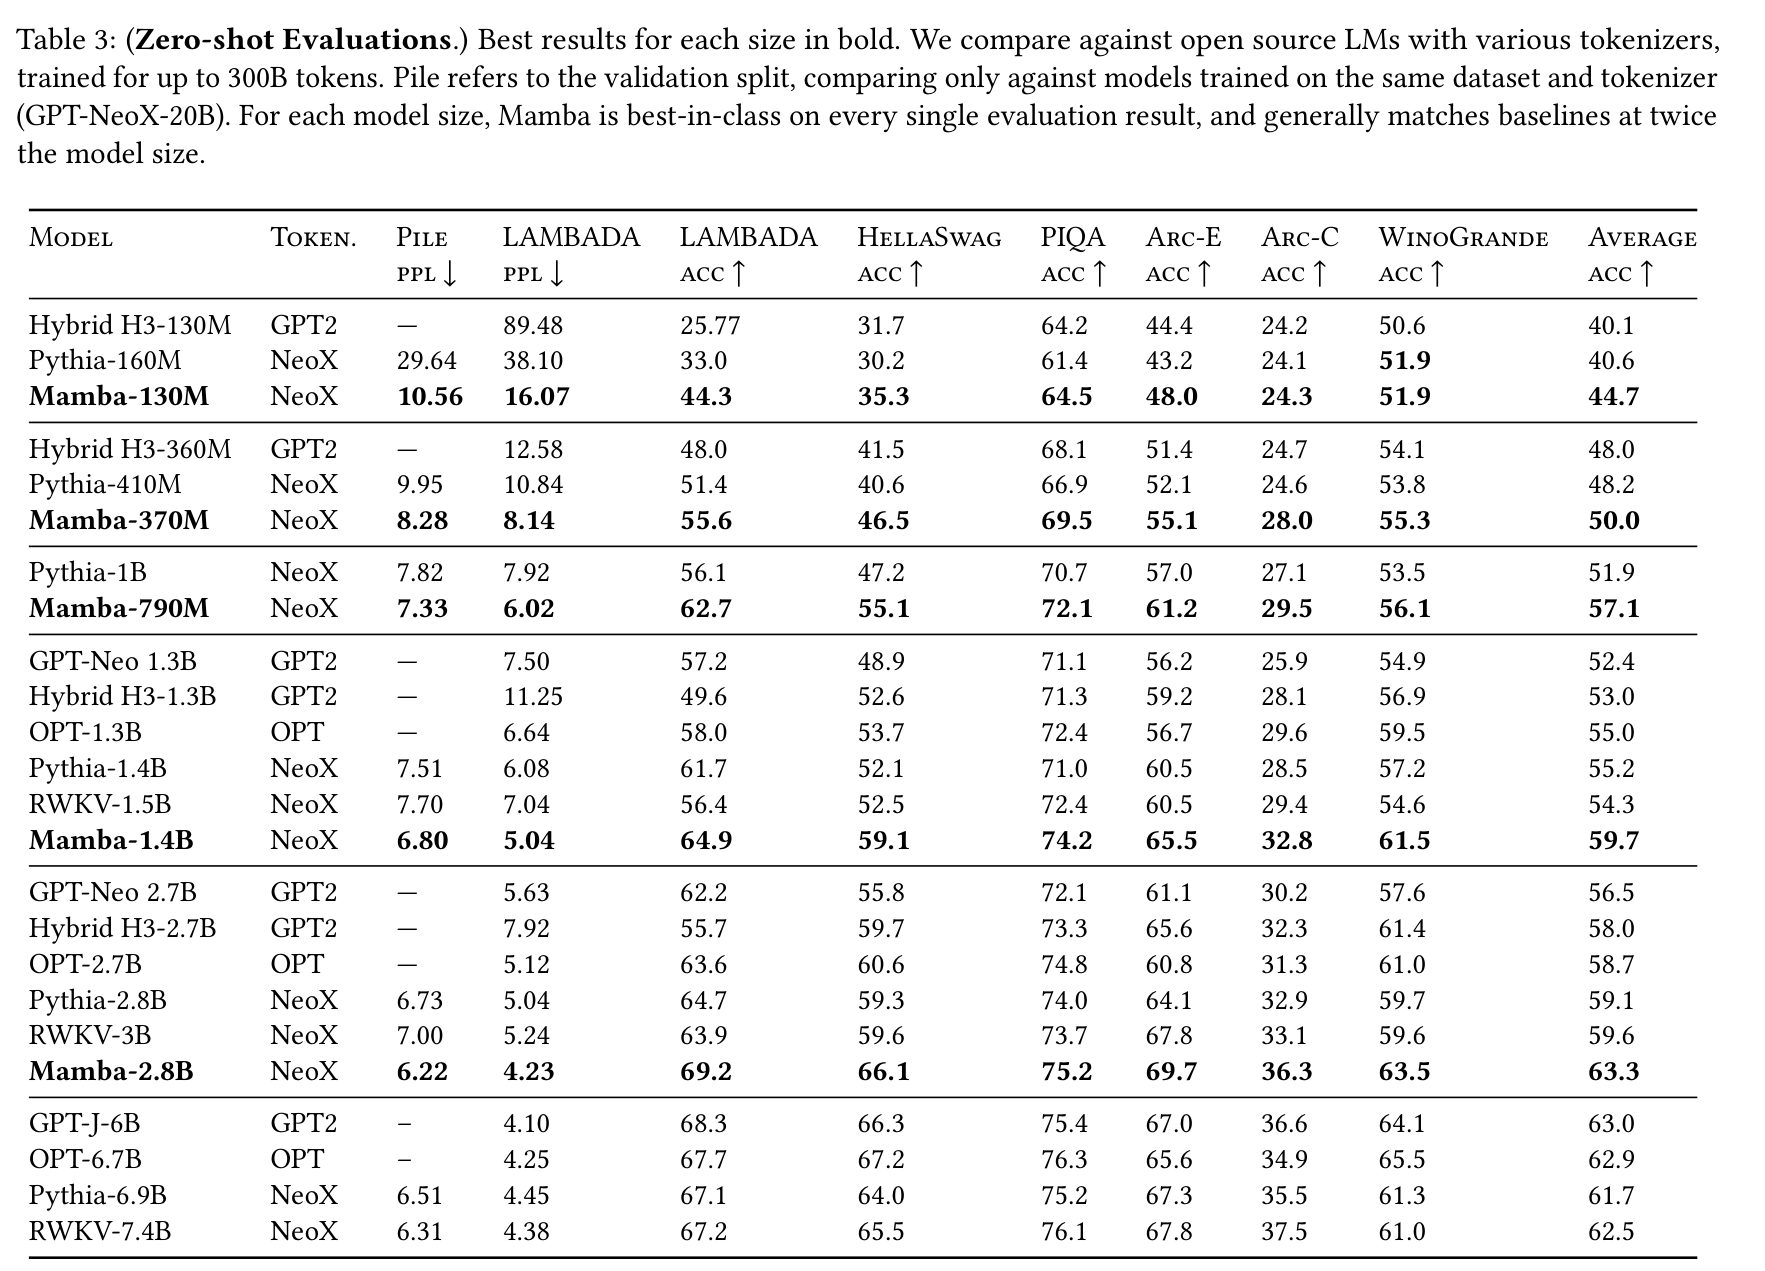 Table 3: (Zero-shot Evaluations.) Best results for each size in bold. We compare against open source LMs with various tokenizers,
trained for up to 300B tokens. Pile refers to the validation split, comparing only against models trained on the same dataset and tokenizer
(GPT-NeoX-20B). For each model size, Mamba is best-in-class on every single evaluation result, and generally matches baselines at twice
the model size.
Model Token. Pile LAMBADA LAMBADA HellaSwag PIQA Arc-E Arc-C WinoGrande Average
ppl ↓ ppl ↓ acc ↑ acc ↑ acc ↑ acc ↑ acc ↑ acc ↑ acc ↑
Hybrid H3-130M GPT2 — 89.48 25.77 31.7 64.2 44.4 24.2 50.6 40.1
Pythia-160M NeoX 29.64 38.10 33.0 30.2 61.4 43.2 24.1 51.9 40.6
Mamba-130M NeoX 10.56 16.07 44.3 35.3 64.5 48.0 24.3 51.9 44.7
Hybrid H3-360M GPT2 — 12.58 48.0 41.5 68.1 51.4 24.7 54.1 48.0
Pythia-410M NeoX 9.95 10.84 51.4 40.6 66.9 52.1 24.6 53.8 48.2
Mamba-370M NeoX 8.28 8.14 55.6 46.5 69.5 55.1 28.0 55.3 50.0
Pythia-1B NeoX 7.82 7.92 56.1 47.2 70.7 57.0 27.1 53.5 51.9
Mamba-790M NeoX 7.33 6.02 62.7 55.1 72.1 61.2 29.5 56.1 57.1
GPT-Neo 1.3B GPT2 — 7.50 57.2 48.9 71.1 56.2 25.9 54.9 52.4
Hybrid H3-1.3B GPT2 — 11.25 49.6 52.6 71.3 59.2 28.1 56.9 53.0
OPT-1.3B OPT — 6.64 58.0 53.7 72.4 56.7 29.6 59.5 55.0
Pythia-1.4B NeoX 7.51 6.08 61.7 52.1 71.0 60.5 28.5 57.2 55.2
RWKV-1.5B NeoX 7.70 7.04 56.4 52.5 72.4 60.5 29.4 54.6 54.3
Mamba-1.4B NeoX 6.80 5.04 64.9 59.1 74.2 65.5 32.8 61.5 59.7
GPT-Neo 2.7B GPT2 — 5.63 62.2 55.8 72.1 61.1 30.2 57.6 56.5
Hybrid H3-2.7B GPT2 — 7.92 55.7 59.7 73.3 65.6 32.3 61.4 58.0
OPT-2.7B OPT — 5.12 63.6 60.6 74.8 60.8 31.3 61.0 58.7
Pythia-2.8B NeoX 6.73 5.04 64.7 59.3 74.0 64.1 32.9 59.7 59.1
RWKV-3B NeoX 7.00 5.24 63.9 59.6 73.7 67.8 33.1 59.6 59.6
Mamba-2.8B NeoX 6.22 4.23 69.2 66.1 75.2 69.7 36.3 63.5 63.3
GPT-J-6B GPT2 – 4.10 68.3 66.3 75.4 67.0 36.6 64.1 63.0
OPT-6.7B OPT – 4.25 67.7 67.2 76.3 65.6 34.9 65.5 62.9
Pythia-6.9B NeoX 6.51 4.45 67.1 64.0 75.2 67.3 35.5 61.3 61.7
RWKV-7.4B NeoX 6.31 4.38 67.2 65.5 76.1 67.8 37.5 61.0 62.5